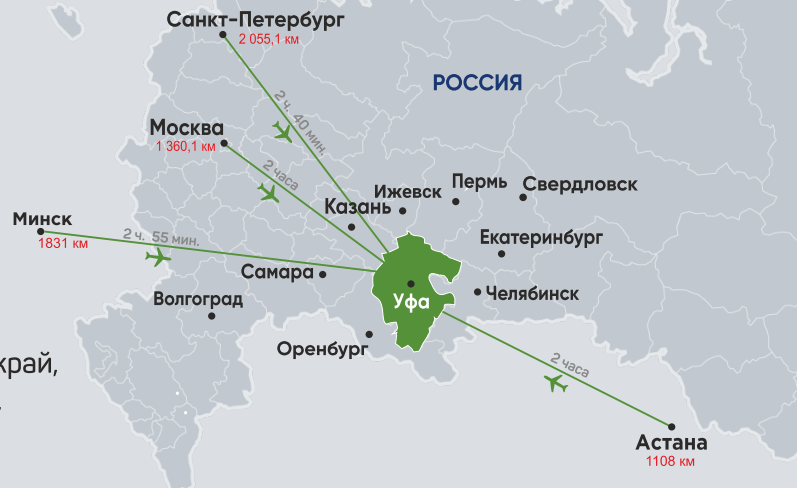 Санкт-Петербург
2 055,1 км
РОССИЯ
2 ч. 40 мин.
Москва
1 360,1 км
2 часа
Ижевск
Пермь
Свердловск
Казань
Минск
1831 км
2 ч. 55 мин.
Екатеринбург
Самара
Уфа
Челябинск
Волгоград
Оренбург
край,
2 часа
Астана
1108 км